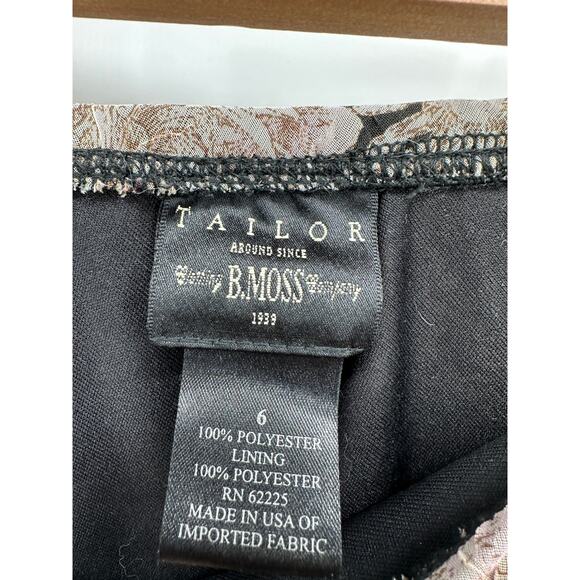 TAILOR
AROUND SINCE
Clothing B.MOSS Company
1939
6
100% POLYESTER
LINING
100% POLYESTER
RN 62225
MADE IN USA OF
IMPORTED FABRIC